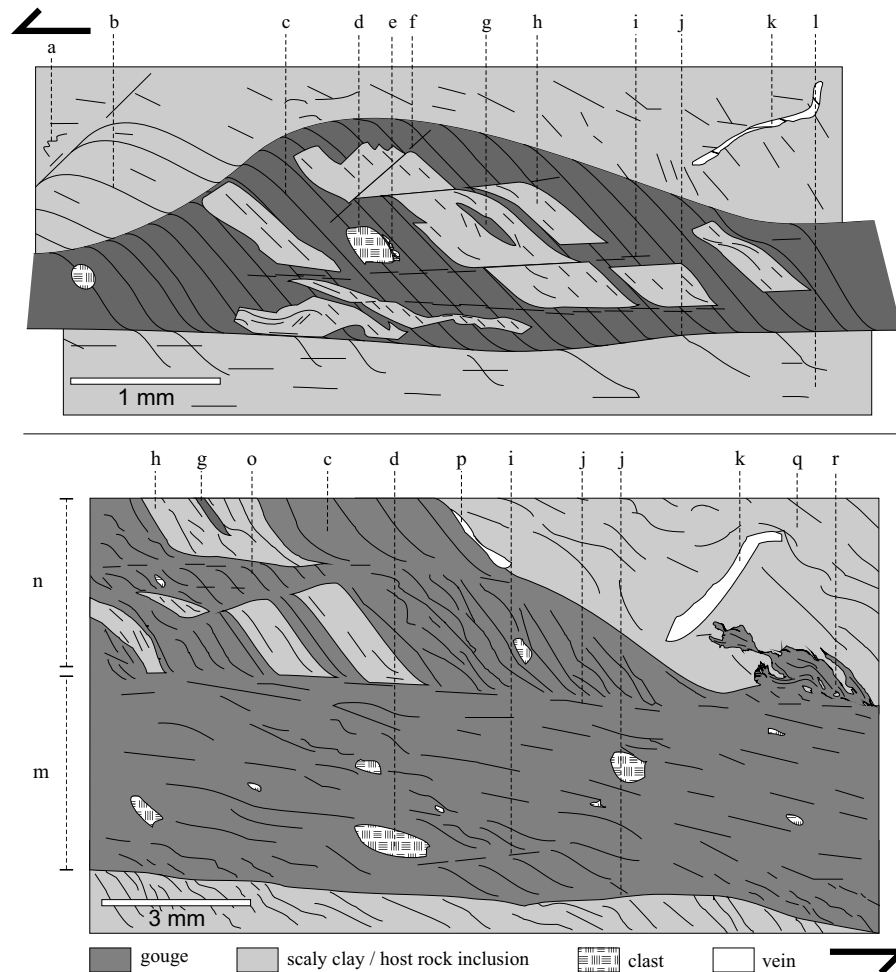 a b c d e f g h i j k l
1 mm
h g o c d p i j j k q r
n
m
3 mm
gouge scaly clay / host rock inclusion clast vein